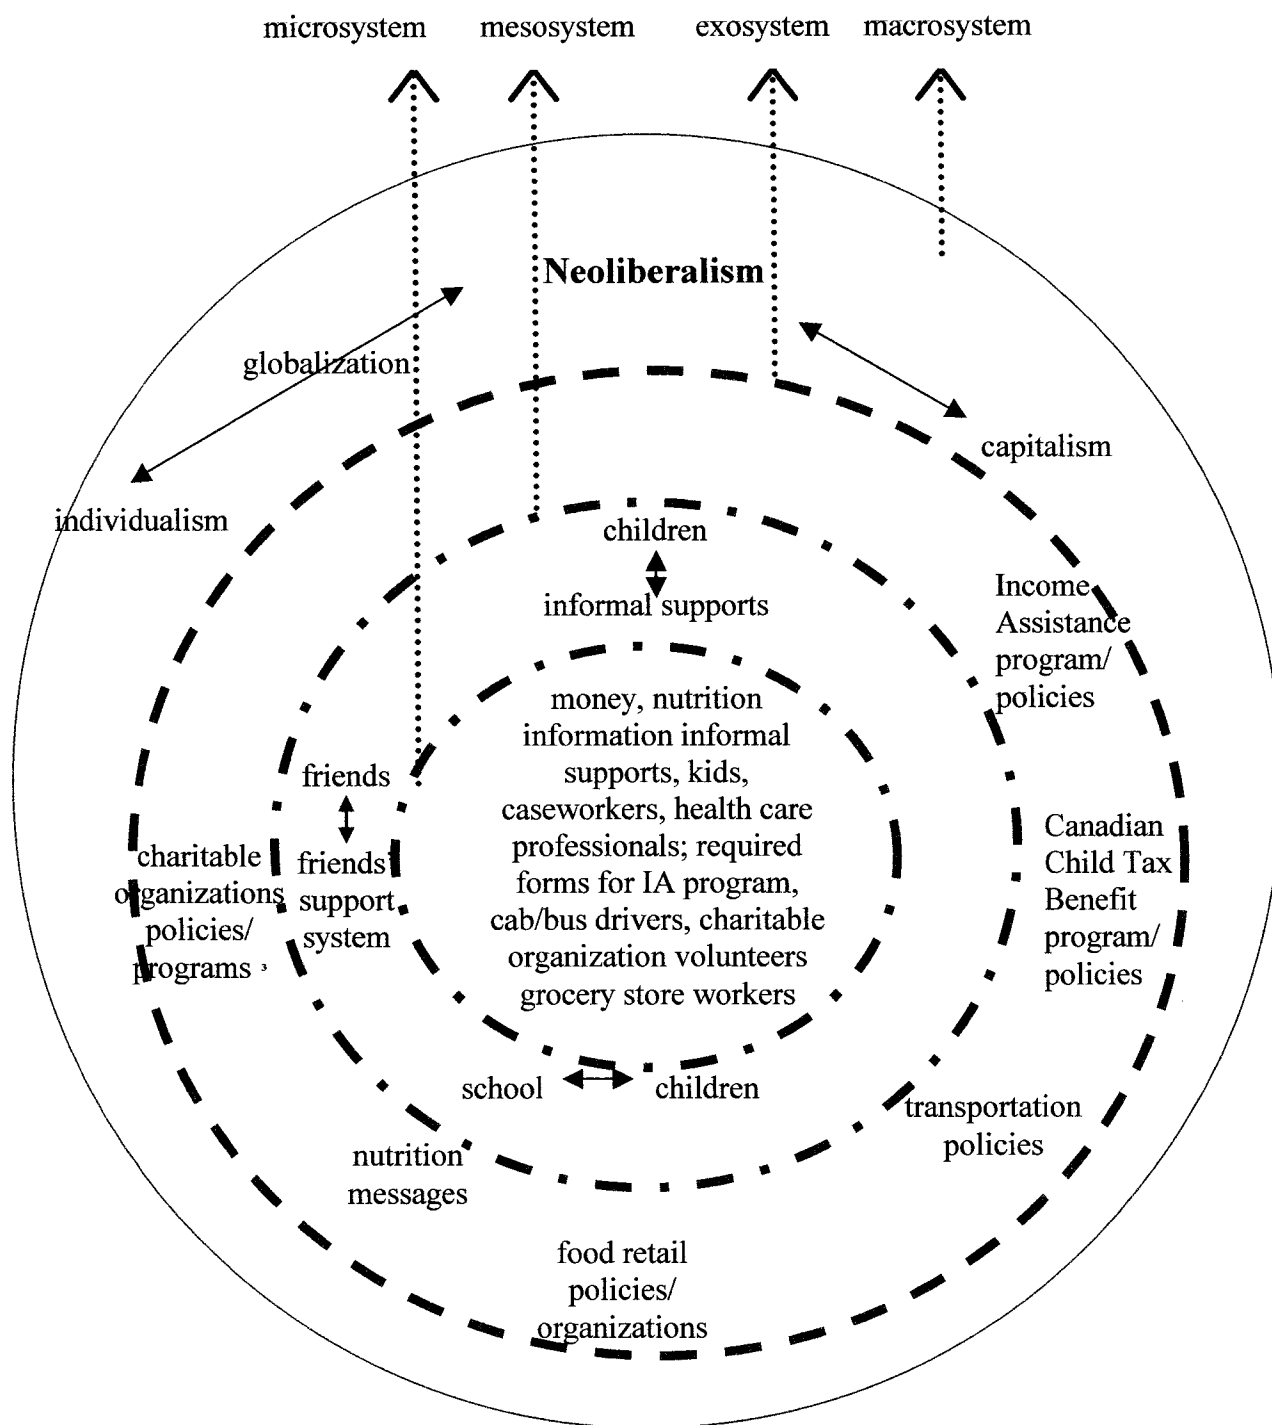 microsystem mesosystem exosystem macrosystem
Neoliberalism
globalization
capitalism
individualism
children
informal supports
Income
Assistance
program/
policies
money, nutrition
information informal
supports, kids,
caseworkers, health care
professionals; required
forms for IA program,
cab/bus drivers, charitable
organization volunteers
grocery store workers
friends
friends'
support
system
charitable
organizations
policies/
programs
Canadian
Child Tax
Benefit
program/
policies
school children
transportation
policies
nutrition
messages
food retail
policies/
organizations